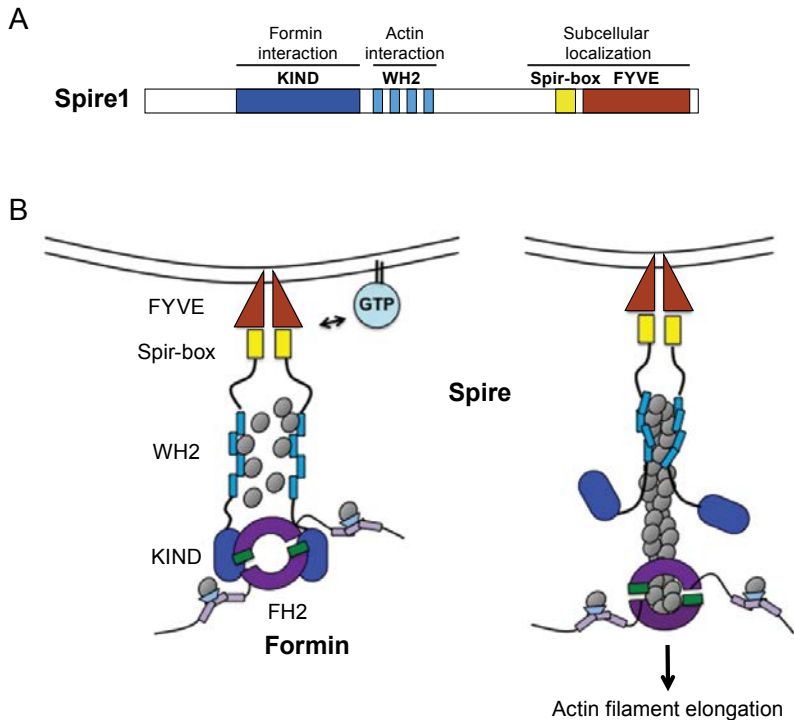 A
Formin
interaction
Actin
interaction
Subcellular
localization
KIND
WH2
Spir-box
FYVE
Spire1
B
GTP
FYVE
Spir-box
Spire
WH2
KIND
FH2
Formin
Actin filament elongation